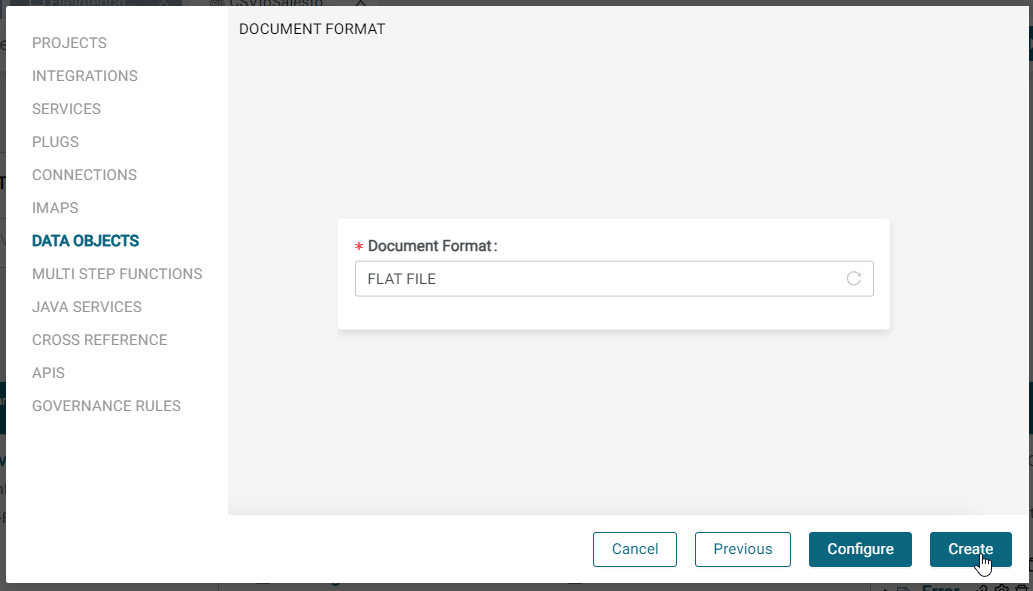 DOCUMENT FORMAT
PROJECTS
INTEGRATIONS
SERVICES
PLUGS
CONNECTIONS
IMAPS
DATA OBJECTS
MULTI STEP FUNCTIONS
JAVA SERVICES
CROSS REFERENCE
APIS
GOVERNANCE RULES
* Document Format:
FLAT FILE
Cancel
Previous
Configure
Create
Error